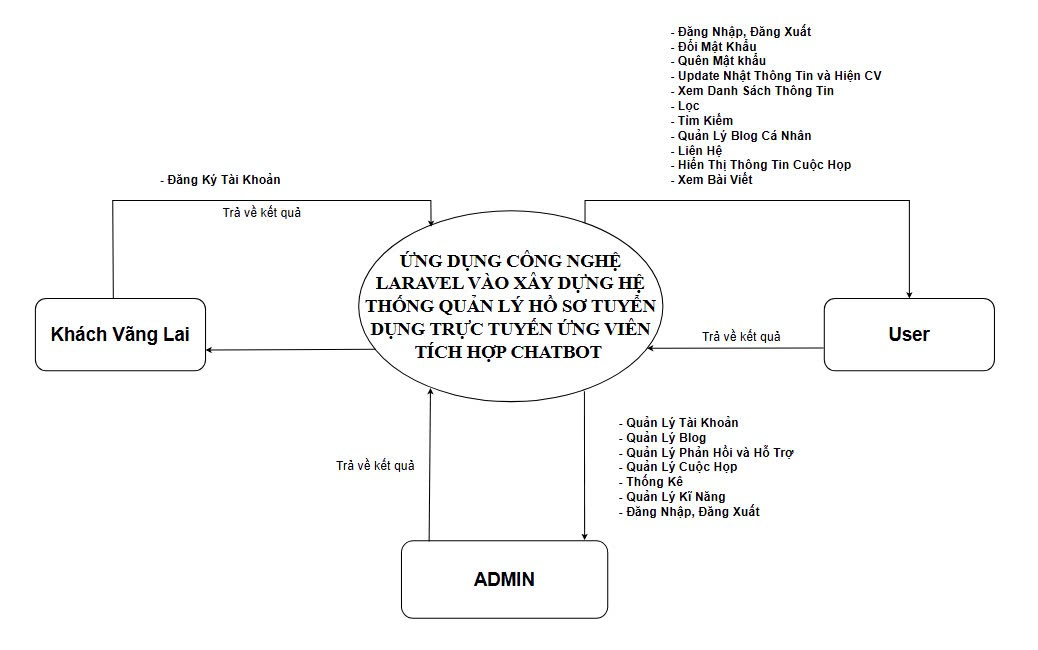 - Đăng Nhập, Đăng Xuất
- Đổi Mật Khẩu
- Quên Mật khẩu
- Update Nhật Thông Tin và Hiện CV
- Xem Danh Sách Thông Tin
- Lọc
- Tìm Kiếm
- Quản Lý Blog Cá Nhân
- Liên Hệ
- Hiển Thị Thông Tin Cuộc Họp
- Xem Bài Viết
- Đăng Ký Tài Khoản
Trả về kết quả
ỨNG DỤNG CÔNG NGHỆ
LARAVEL VÀO XÂY DỰNG HỆ
THỐNG QUẢN LÝ HỒ SƠ TUYỂN
DỤNG TRỰC TUYẾN ỨNG VIÊN
TÍCH HỢP CHATBOT
Khách Vãng Lai
Trả về kết quả
User
- Quản Lý Tài Khoản
- Quản Lý Blog
- Quản Lý Phản Hồi và Hỗ Trợ
- Quản Lý Cuộc Họp
- Thống Kê
- Quản Lý Kĩ Năng
- Đăng Nhập, Đăng Xuất
Trả về kết quả
ADMIN